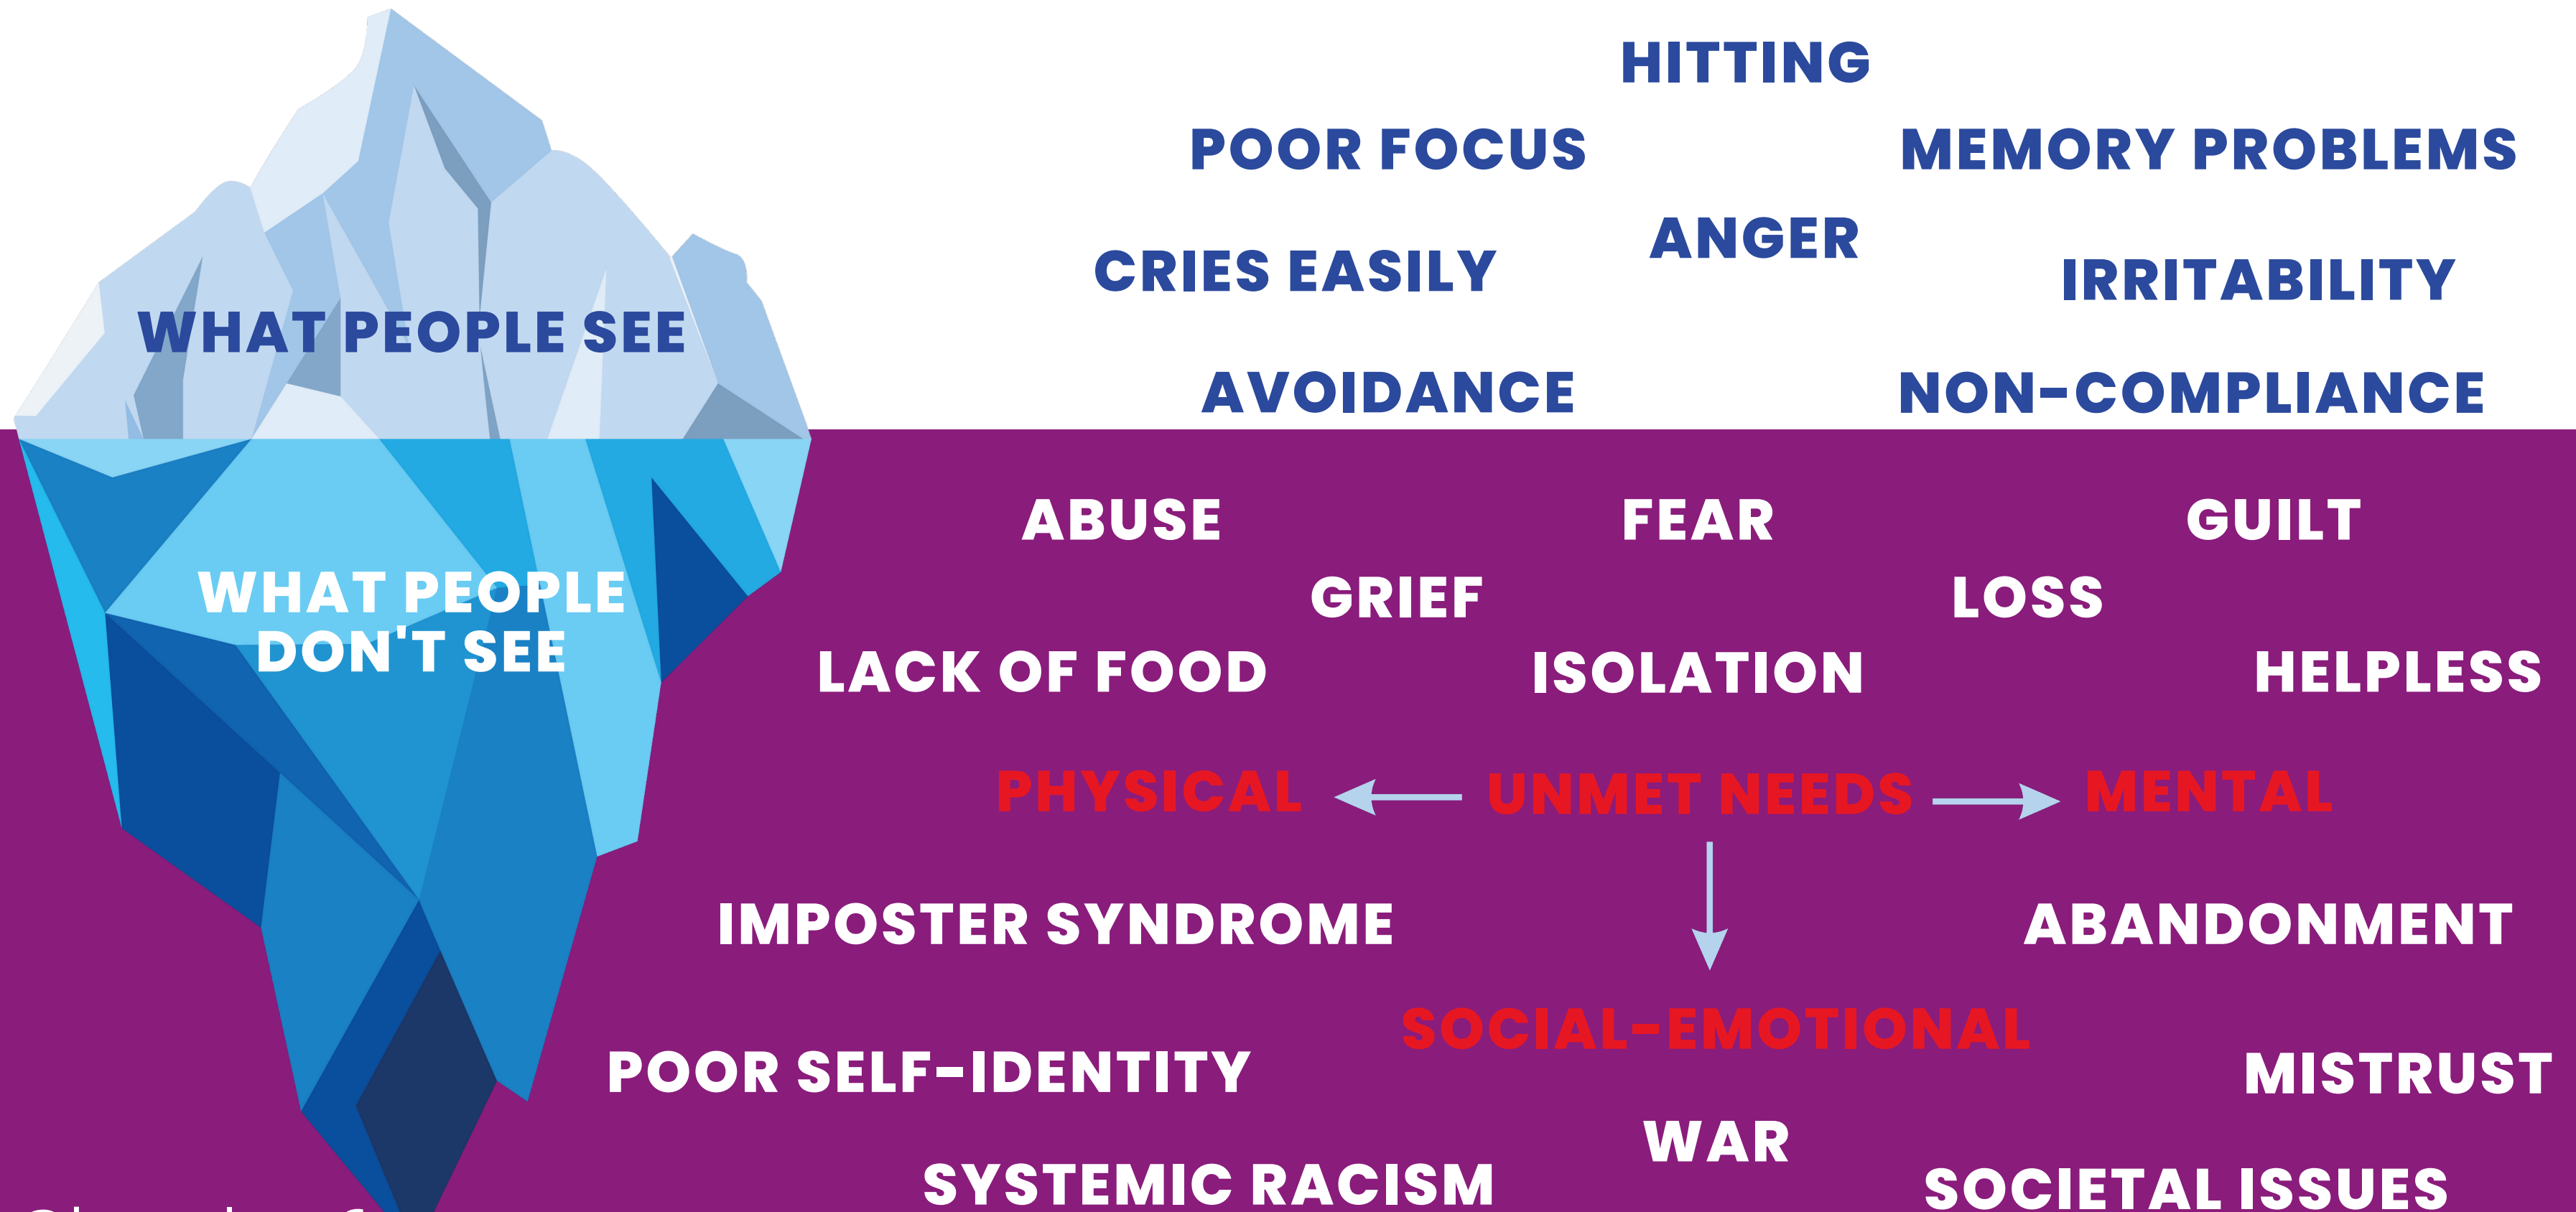 HITTING
POOR FOCUS
MEMORY PROBLEMS
ANGER
CRIES EASILY
IRRITABILITY
WHAT PEOPLE SEE
AVOIDANCE
NON-COMPLIANCE
ABUSE
FEAR
GUILT
WHAT PEOPLE
DON'T SEE
GRIEF
LOSS
LACK OF FOOD
ISOLATION
HELPLESS
PHYSICAL
UNMET NEEDS
MENTAL
IMPOSTER SYNDROME
ABANDONMENT
SOCIAL-EMOTIONAL
POOR SELF-IDENTITY
MISTRUST
WAR
SYSTEMIC RACISM
SOCIETAL ISSUES